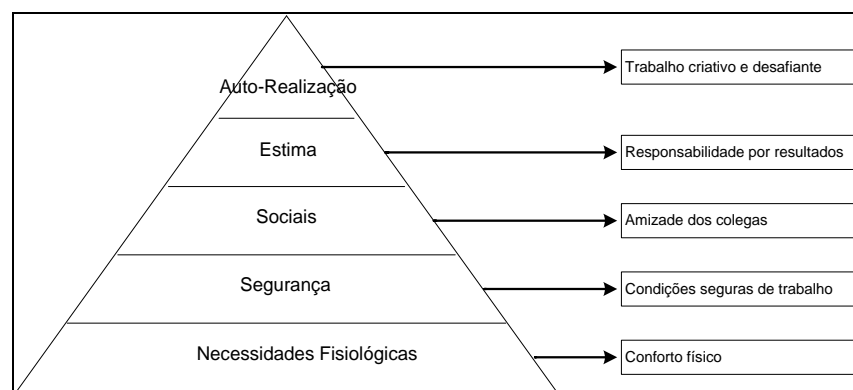 Auto-Realização
Trabalho criativo e desafiante
Estima
Responsabilidade por resultados
Sociais
Amizade dos colegas
Segurança
Condições seguras de trabalho
Necessidades Fisiológicas
Conforto físico